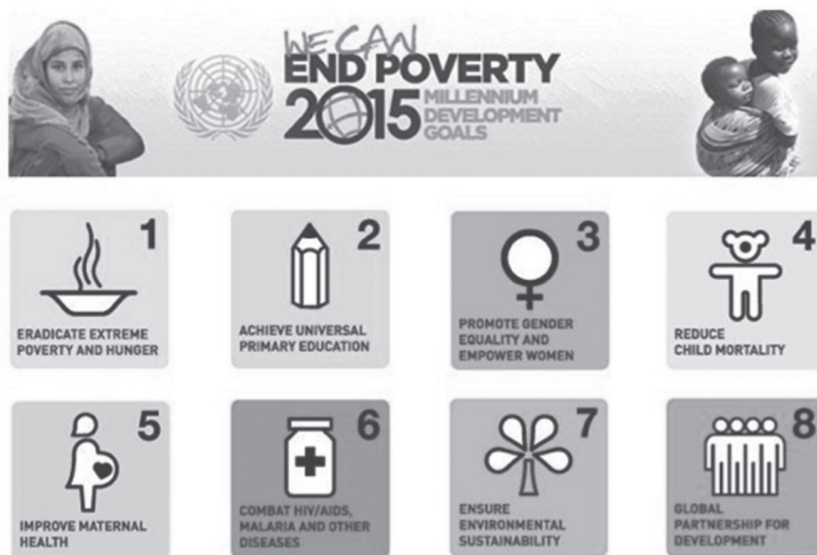 WE CAN
END POVERTY
2015 MILLENNIUM
DEVELOPMENT
GOALS
1
ERADICATE EXTREME
POVERTY AND HUNGER
2
ACHIEVE UNIVERSAL
PRIMARY EDUCATION
3
PROMOTE GENDER
EQUALITY AND
EMPOWER WOMEN
4
REDUCE
CHILD MORTALITY
5
IMPROVE MATERNAL
HEALTH
6
COMBAT HIV/AIDS,
MALARIA AND OTHER
DISEASES
7
ENSURE
ENVIRONMENTAL
SUSTAINABILITY
8
GLOBAL
PARTNERSHIP FOR
DEVELOPMENT